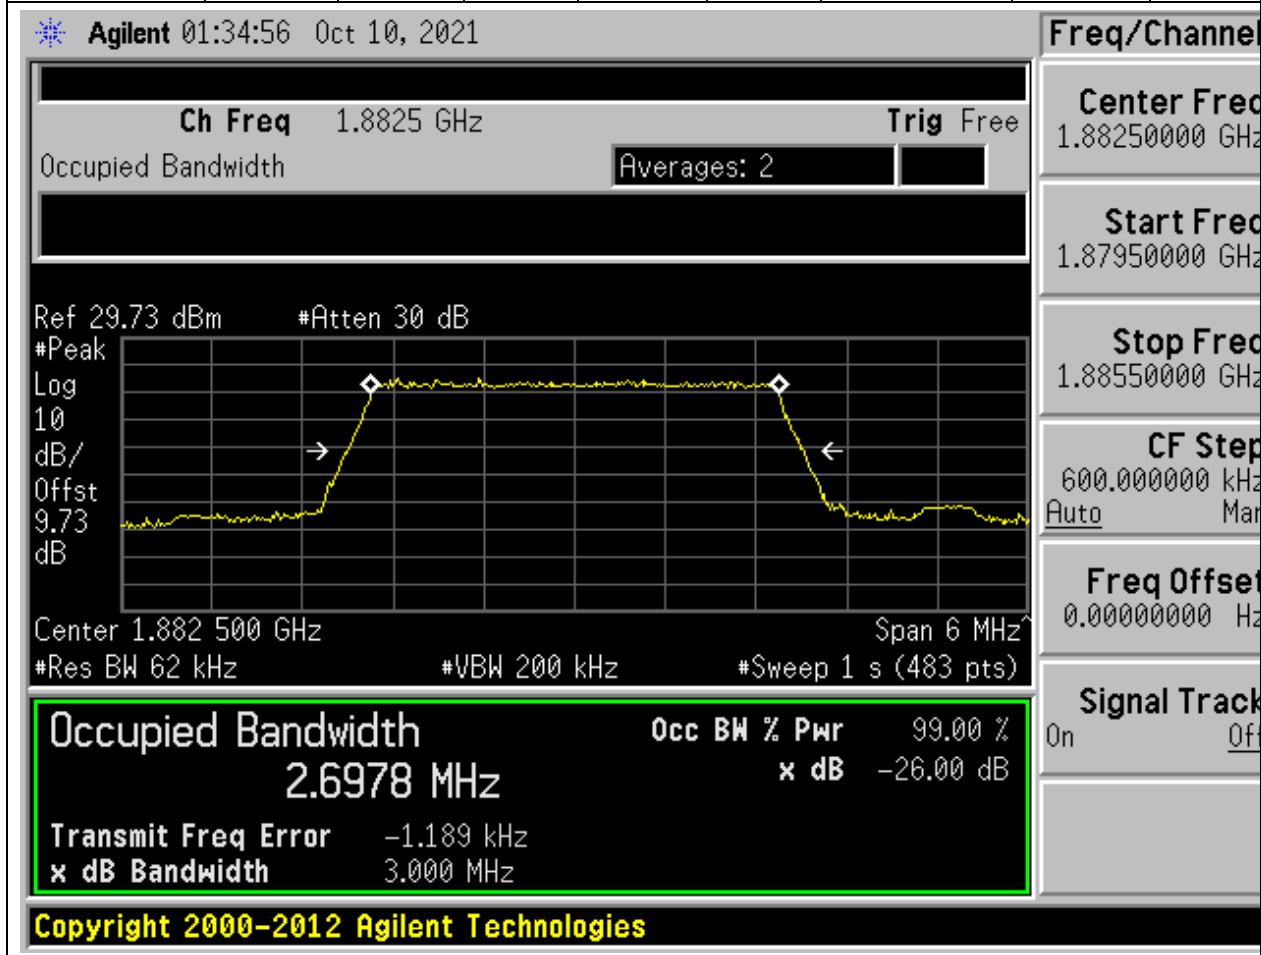 Agilent 01:34:56 Oct 10, 2021
Freq/Channel
Ch Freq 1.8825 GHz Trig Free
Occupied Bandwidth Averages: 2
Center Freq
1.88250000 GHz
Start Freq
1.87950000 GHz
Stop Freq
1.88550000 GHz
CF Step
600.000000 kHz
Auto Man
Freq Offset
0.00000000 Hz
Signal Track
On Off
Ref 29.73 dBm #Atten 30 dB
#Peak
Log
10
dB/
Offst
9.73
dB
Center 1.882 500 GHz Span 6 MHz^
#Res BW 62 kHz #VBW 200 kHz #Sweep 1 s (483 pts)
Occupied Bandwidth
2.6978 MHz
Occ BW % Pwr 99.00 %
x dB -26.00 dB
Transmit Freq Error -1.189 kHz
x dB Bandwidth 3.000 MHz
Copyright 2000-2012 Agilent Technologies